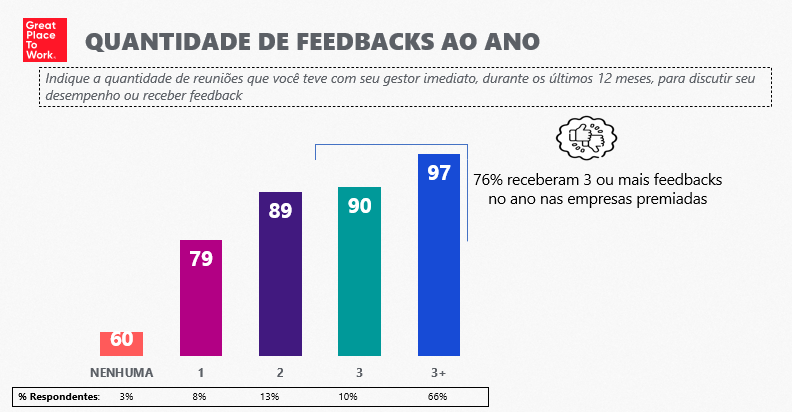 Great
Place
To
Work.
QUANTIDADE DE FEEDBACKS AO ANO
Indique a quantidade de reuniões que você teve com seu gestor imediato, durante os últimos 12 meses, para discutir seu
desempenho ou receber feedback
76% receberam 3 ou mais feedbacks
no ano nas empresas premiadas
60 79 89 90 97
NENHUMA 1 2 3 3+
% Respondentes: 3% 8% 13% 10% 66%